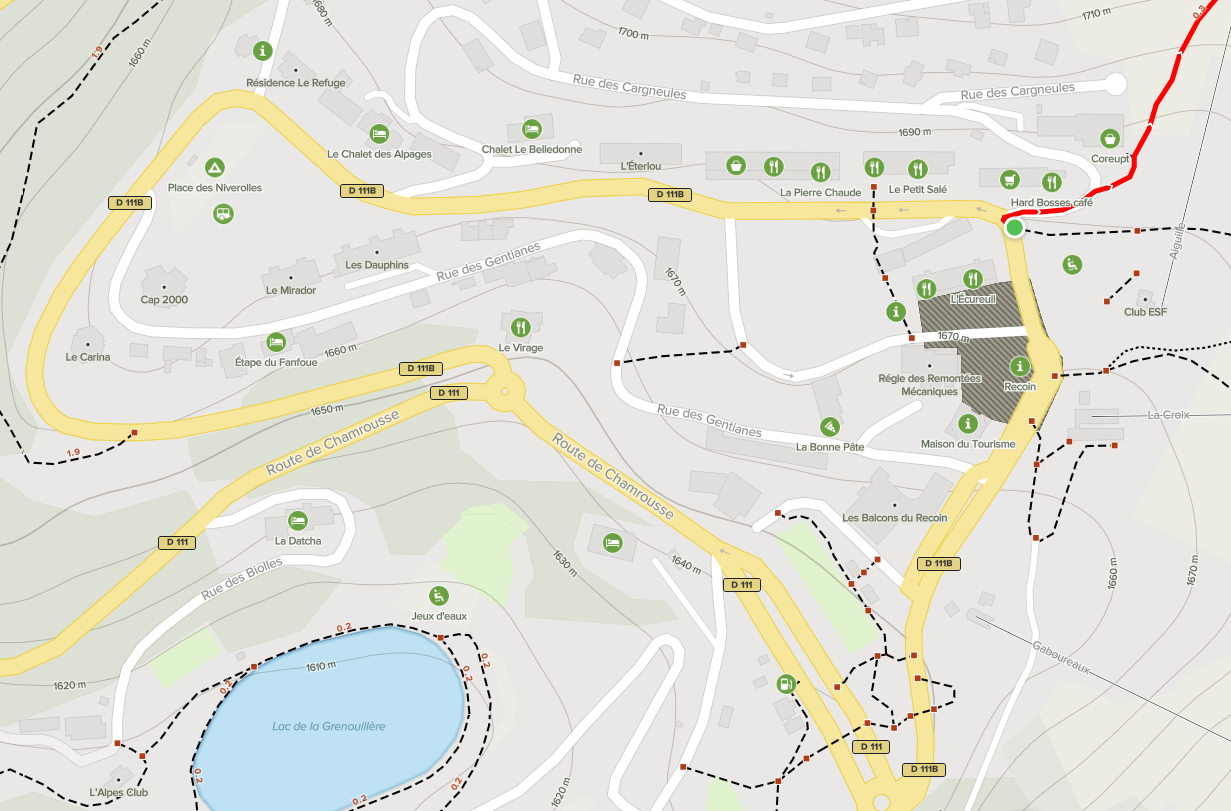 1680 m
0.3
1710 m
1700 m
1.9
1660 m
Résidence Le Refuge
Rue des Cargneules
Rue des Cargneules
1690 m
Le Chalet des Alpages
Chalet Le Belledonne
L'Éterlou
Coreupt
Place des Niverolles
D 111B
D 111B
D 111B
La Pierre Chaude
Le Petit Salé
Hard Bosses café
Aiguille
Les Dauphins
Rue des Gentianes
1670 m
Le Mirador
Cap 2000
L'Écureuil
Club ESF
Le Virage
1670 m
Le Carina
Étape du Fanfoue
1660 m
D 111B
Régie des Remontées
Mécaniques
Recoin
D 111
1650 m
Rue des Gentianes
La Croix
Route de Chamrousse
La Bonne Pâte
Maison du Tourisme
1.9
Route de Chamrousse
Les Balcons du Recoin
La Datcha
D 111
1630 m
1640 m
D 111B
1660 m
1670 m
Rue des Biolles
D 111
Jeux d'eaux
0.2
1610 m
0.2
0.2
0.2
Gaboureaux
1620 m
Lac de la Grenouillère
D 111
D 111B
0.2
0.2
0.2
L'Alpes Club
1620 m